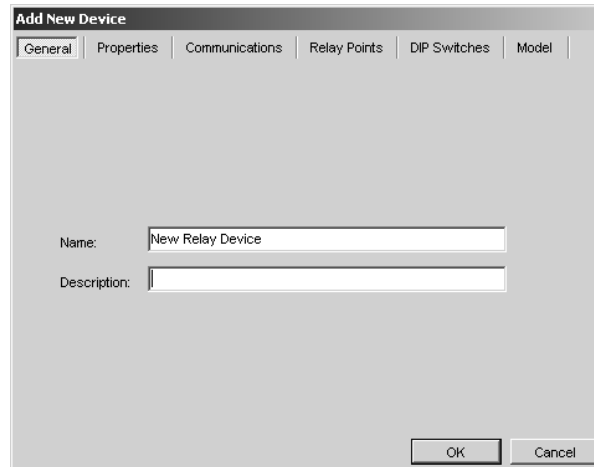 Add New Device
General Properties Communications Relay Points DIP Switches Model
Name: New Relay Device
Description:
OK Cancel